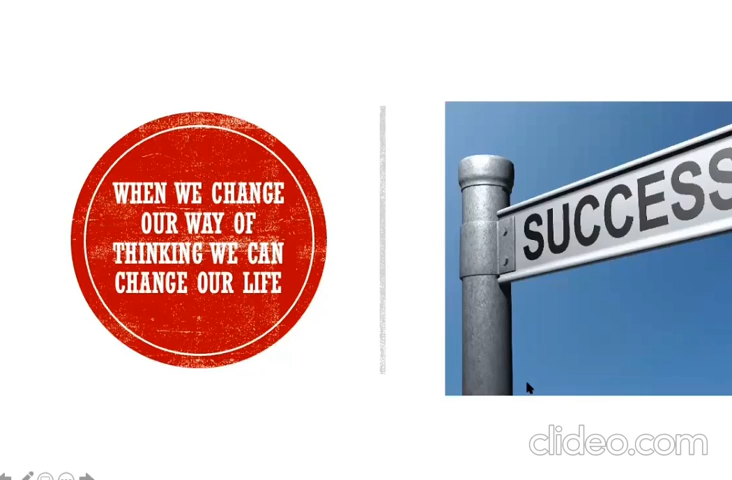 WHEN WE CHANGE
OUR WAY OF
THINKING WE CAN
CHANGE OUR LIFE
SUCCESS
clideo.com